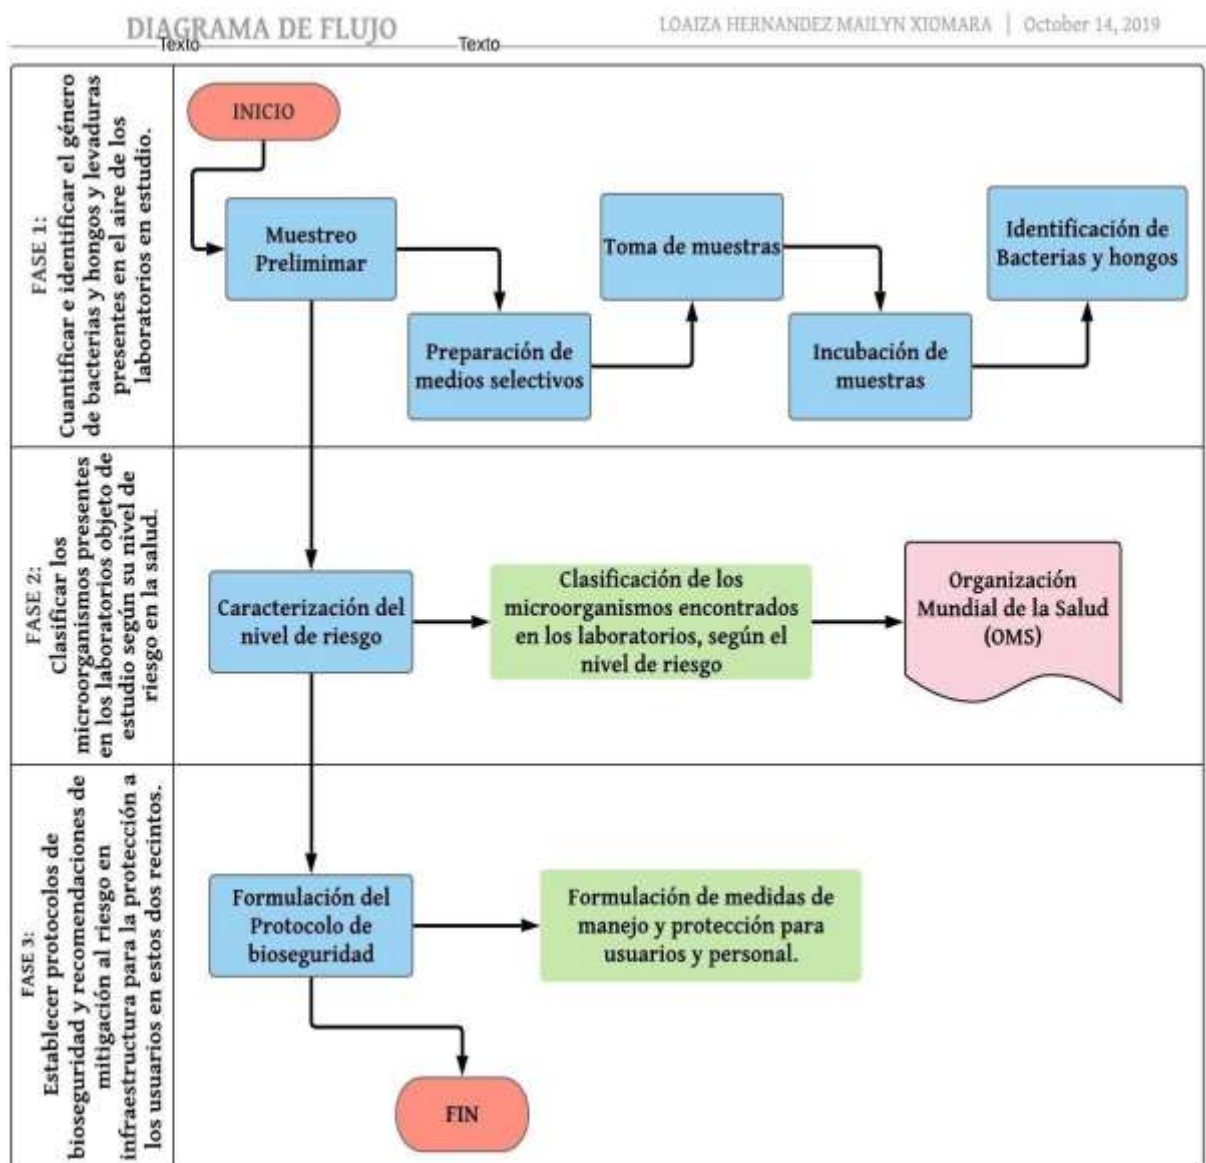 DIAGRAMA DE FLUJO
LOAIZA HERNANDEZ MAILYN XIOMARA | October 14, 2019
Texto
Texto
FASE 1:
Cuantificar e identificar el género
de bacterias y hongos y levaduras
presentes en el aire de los
laboratorios en estudio.
INICIO
Muestreo
Prelimimar
Preparación de
medios selectivos
Toma de muestras
Incubación de
muestras
Identificación de
Bacterias y hongos
FASE 2:
Clasificar los
microorganismos presentes
en los laboratorios objeto de
estudio según su nivel de
riesgo en la salud.
Caracterización del
nivel de riesgo
Clasificación de los
microorganismos encontrados
en los laboratorios, según el
nivel de riesgo
Organización
Mundial de la Salud
(OMS)
FASE 3:
Establecer protocolos de
bioseguridad y recomendaciones de
mitigación al riesgo en
infraestructura para la protección a
los usuarios en estos dos recintos.
Formulación del
Protocolo de
bioseguridad
Formulación de medidas de
manejo y protección para
usuarios y personal.
FIN